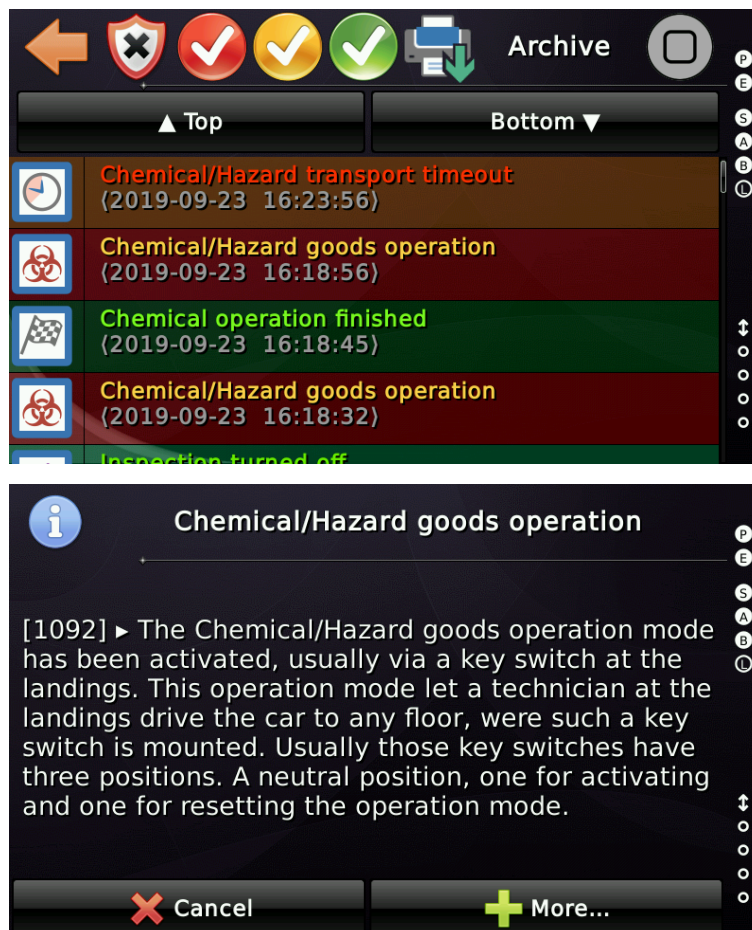 Archive
▲ Top
Bottom ▼
Chemical/Hazard transport timeout
(2019-09-23 16:23:56)
Chemical/Hazard goods operation
(2019-09-23 16:18:56)
Chemical operation finished
(2019-09-23 16:18:45)
Chemical/Hazard goods operation
(2019-09-23 16:18:32)
Inspection turned off
P
E
S
A
B
L
Chemical/Hazard goods operation
[1092] ▸ The Chemical/Hazard goods operation mode
has been activated, usually via a key switch at the
landings. This operation mode let a technician at the
landings drive the car to any floor, were such a key
switch is mounted. Usually those key switches have
three positions. A neutral position, one for activating
and one for resetting the operation mode.
Cancel
More...
P
E
S
A
B
L